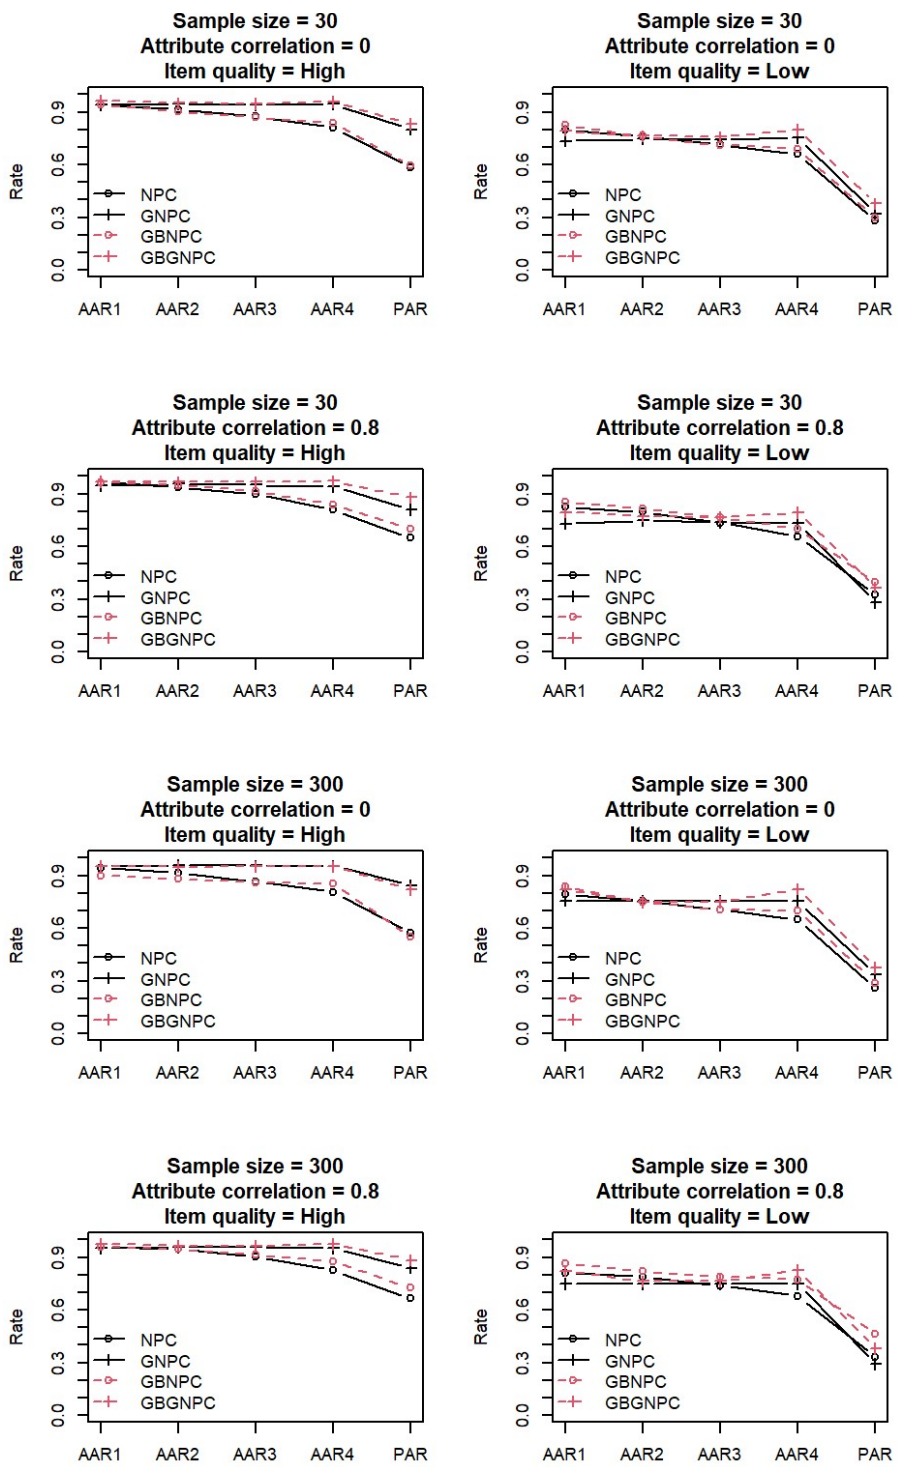 Sample size = 30
Attribute correlation = 0
Item quality = High
Rate
0.9
0.6
0.3
0.0
NPC
GNPC
GBNPC
GBGNPC
AAR1 AAR2 AAR3 AAR4 PAR
Sample size = 30
Attribute correlation = 0
Item quality = Low
Rate
0.9
0.6
0.3
0.0
NPC
GNPC
GBNPC
GBGNPC
AAR1 AAR2 AAR3 AAR4 PAR
Sample size = 30
Attribute correlation = 0.8
Item quality = High
Rate
0.9
0.6
0.3
0.0
NPC
GNPC
GBNPC
GBGNPC
AAR1 AAR2 AAR3 AAR4 PAR
Sample size = 30
Attribute correlation = 0.8
Item quality = Low
Rate
0.9
0.6
0.3
0.0
NPC
GNPC
GBNPC
GBGNPC
AAR1 AAR2 AAR3 AAR4 PAR
Sample size = 300
Attribute correlation = 0
Item quality = High
Rate
0.9
0.6
0.3
0.0
NPC
GNPC
GBNPC
GBGNPC
AAR1 AAR2 AAR3 AAR4 PAR
Sample size = 300
Attribute correlation = 0
Item quality = Low
Rate
0.9
0.6
0.3
0.0
NPC
GNPC
GBNPC
GBGNPC
AAR1 AAR2 AAR3 AAR4 PAR
Sample size = 300
Attribute correlation = 0.8
Item quality = High
Rate
0.9
0.6
0.3
0.0
NPC
GNPC
GBNPC
GBGNPC
AAR1 AAR2 AAR3 AAR4 PAR
Sample size = 300
Attribute correlation = 0.8
Item quality = Low
Rate
0.9
0.6
0.3
0.0
NPC
GNPC
GBNPC
GBGNPC
AAR1 AAR2 AAR3 AAR4 PAR